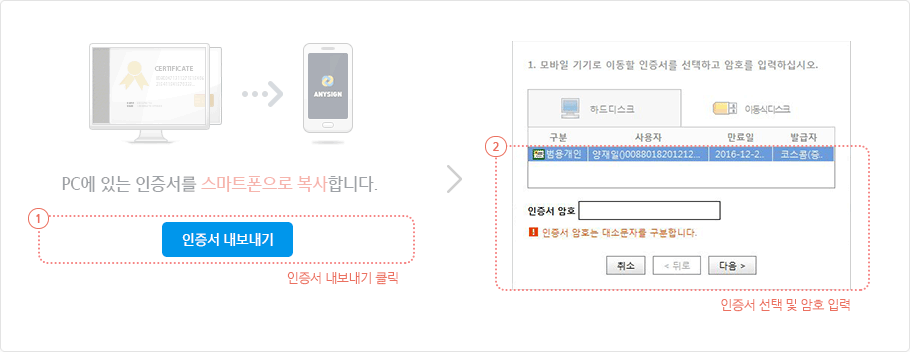 CERTIFICATE
ANYSIGN
PC에 있는 인증서를 스마트폰으로 복사합니다.
1
인증서 내보내기
인증서 내보내기 클릭
1. 모바일 기기로 이동할 인증서를 선택하고 암호를 입력하십시오.
하드디스크 이동식디스크
구분 사용자 만료일 발급자
2
범용개인 양재일()0088018201212... 2016-12-2.. 코스콤(증..
인증서 암호
! 인증서 암호는 대소문자를 구분합니다.
취소 < 뒤로 다음 >
인증서 선택 및 암호 입력